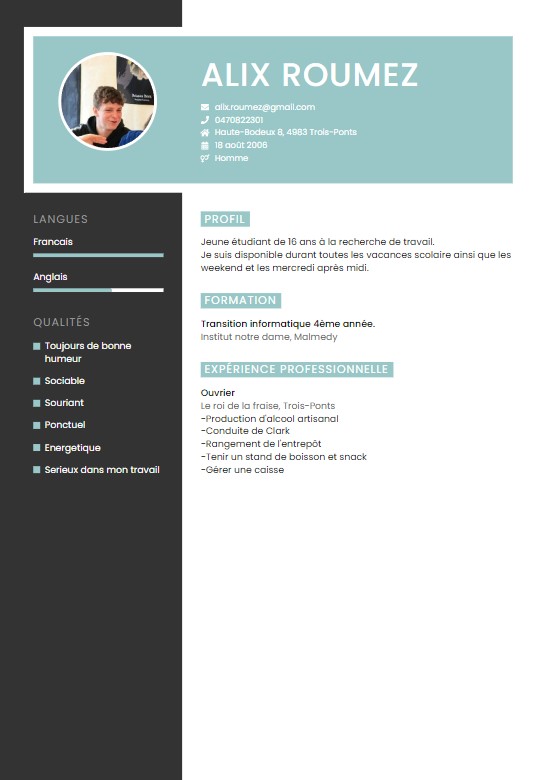 ALIX ROUMEZ
alix.roumez@gmail.com
0470822301
Haute-Bodeux 8, 4983 Trois-Ponts
18 août 2006
Homme
LANGUES
Francais
Anglais
QUALITÉS
Toujours de bonne
humeur
Sociable
Souriant
Ponctuel
Energetique
Serieux dans mon travail
PROFIL
Jeune étudiant de 16 ans à la recherche de travail.
Je suis disponible durant toutes les vacances scolaire ainsi que les
weekend et les mercredi après midi.
FORMATION
Transition informatique 4ème année.
Institut notre dame, Malmedy
EXPÉRIENCE PROFESSIONNELLE
Ouvrier
Le roi de la fraise, Trois-Ponts
-Production d'alcool artisanal
-Conduite de Clark
-Rangement de l'entrepôt
-Tenir un stand de boisson et snack
-Gérer une caisse